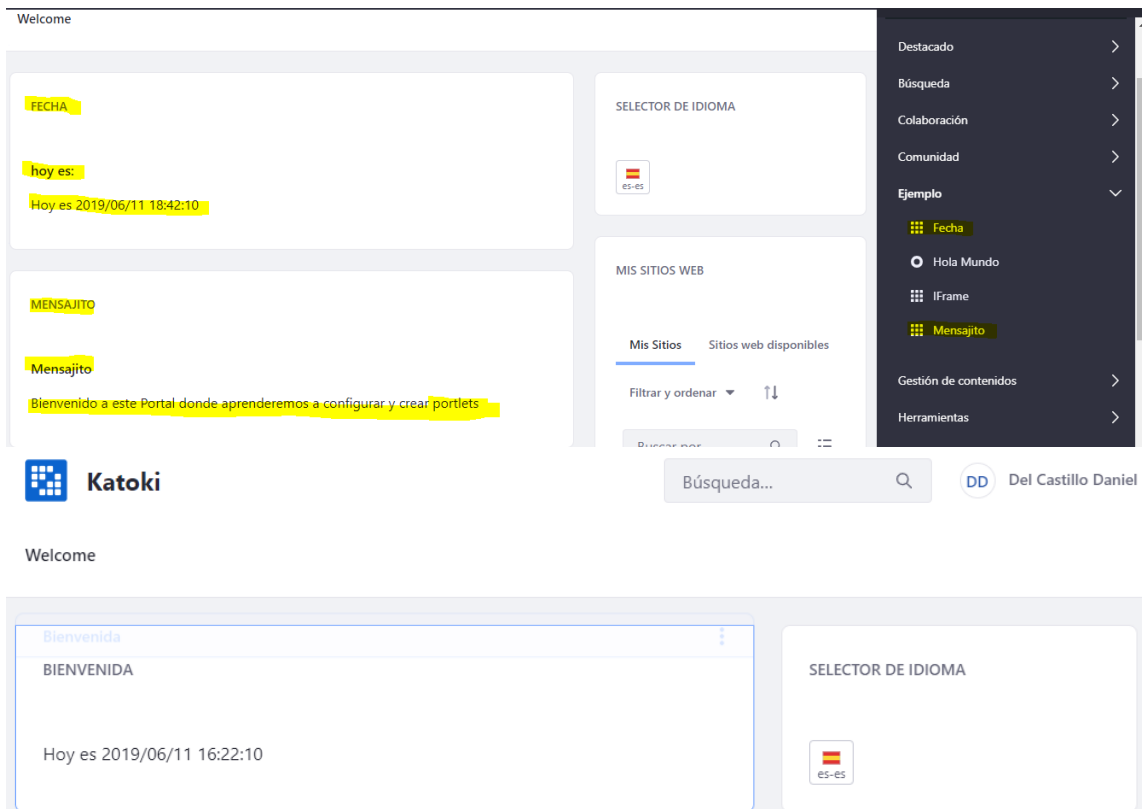 Welcome
FECHA
hoy es:
Hoy es 2019/06/11 18:42:10
MENSAJITO
Mensajito
Bienvenido a este Portal donde aprenderemos a configurar y crear portlets
SELECTOR DE IDIOMA
es-es
MIS SITIOS WEB
Mis Sitios Sitios web disponibles
Filtrar y ordenar
Buscar por
Destacado
Búsqueda
Colaboración
Comunidad
Ejemplo
Fecha
Hola Mundo
IFrame
Mensajito
Gestión de contenidos
Herramientas
Katoki
Búsqueda...
DD Del Castillo Daniel
Welcome
Bienvenida
BIENVENIDA
Hoy es 2019/06/11 16:22:10
SELECTOR DE IDIOMA
es-es